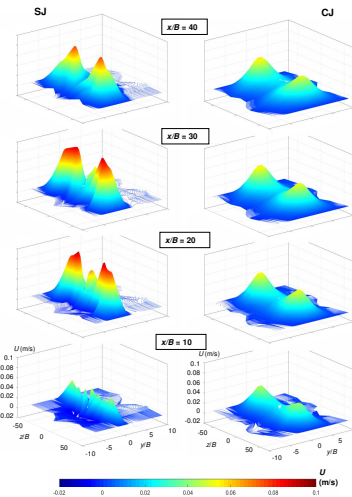 SJ
CJ
x/B = 40
x/B = 30
x/B = 20
x/B = 10
U (m/s)
0.1
0.08
0.06
0.04
0.02
0
0.02
-50
0
50
z/B
-10
-5
0
5
10
y/B
U (m/s)
0.1
0.08
0.06
0.04
0.02
0
-0.02
-50
0
50
z/B
-10
-5
0
5
y/B
U
(m/s)
-0.02
0
0.02
0.04
0.06
0.08
0.1